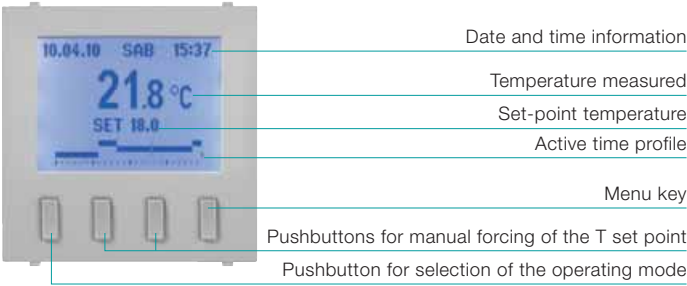 10.04.10 SAB 15:37
Date and time information
21.8 °C
Temperature measured
SET 18.0
Set-point temperature
Active time profile
Menu key
Pushbuttons for manual forcing of the T set point
Pushbutton for selection of the operating mode